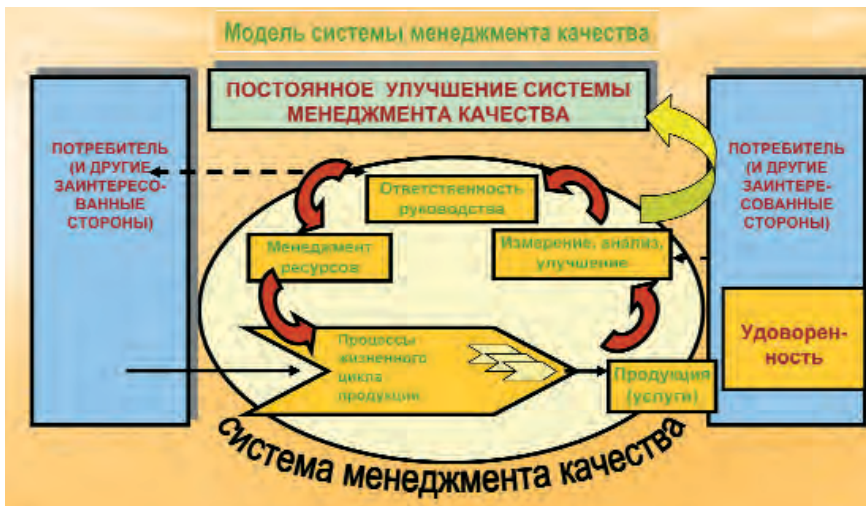 Модель системы менеджмента качества
ПОСТОЯННОЕ УЛУЧШЕНИЕ СИСТЕМЫ
МЕНЕДЖМЕНТА КАЧЕСТВА
ПОТРЕБИТЕЛЬ
(И ДРУГИЕ
ЗАИНТЕРЕСО-
ВАННЫЕ
СТОРОНЫ)
Ответственность
руководства
Менеджмент
ресурсов
Измерение, анализ,
улучшение
Процессы
жизненного
цикла
продукции
Продукция
(услуги)
ПОТРЕБИТЕЛЬ
(И ДРУГИЕ
ЗАИНТЕРЕ-
СОВАННЫЕ
СТОРОНЫ)
Удоворен-
ность
система менеджмента качества